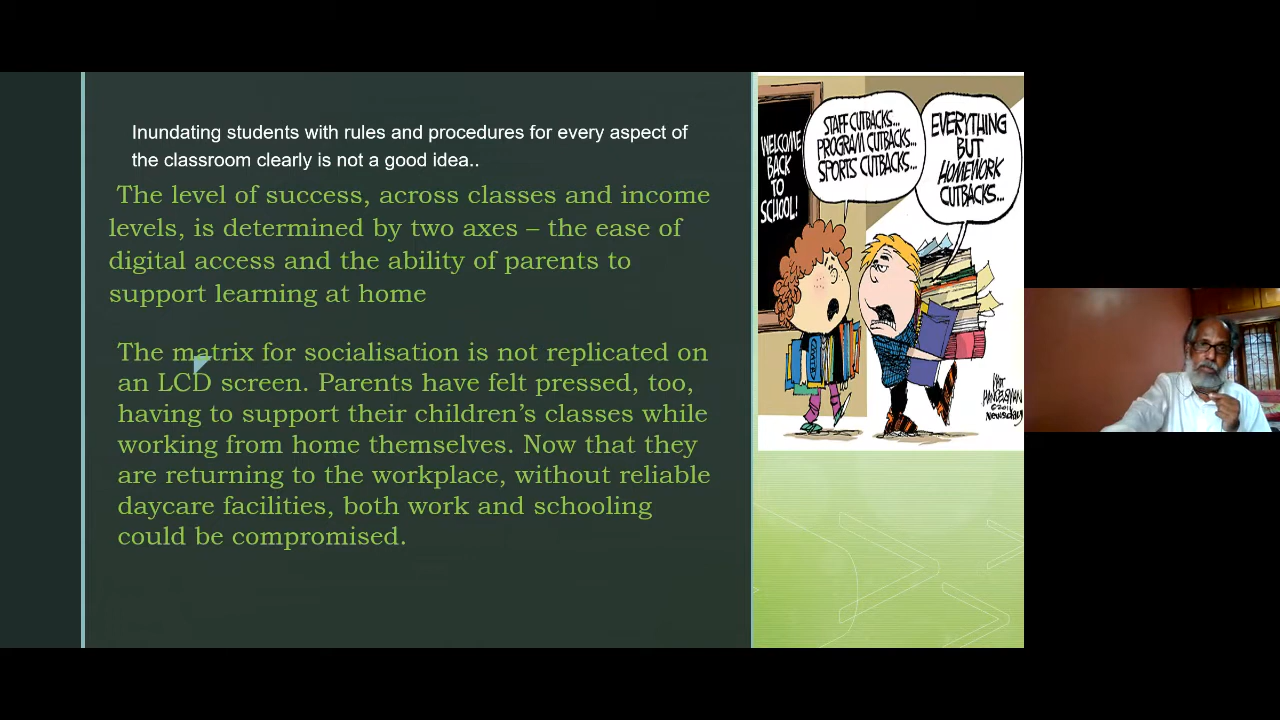 Inundating students with rules and procedures for every aspect of
the classroom clearly is not a good idea..
The level of success, across classes and income
levels, is determined by two axes – the ease of
digital access and the ability of parents to
support learning at home
The matrix for socialisation is not replicated on
an LCD screen. Parents have felt pressed, too,
having to support their children’s classes while
working from home themselves. Now that they
are returning to the workplace, without reliable
daycare facilities, both work and schooling
could be compromised.
WELCOME
BACK
TO
SCHOOL!
STAFF CUTBACKS...
PROGRAM CUTBACKS...
SPORTS CUTBACKS...
EVERYTHING
BUT
HOMEWORK
CUTBACKS...
HANDELSMAN
Newsday